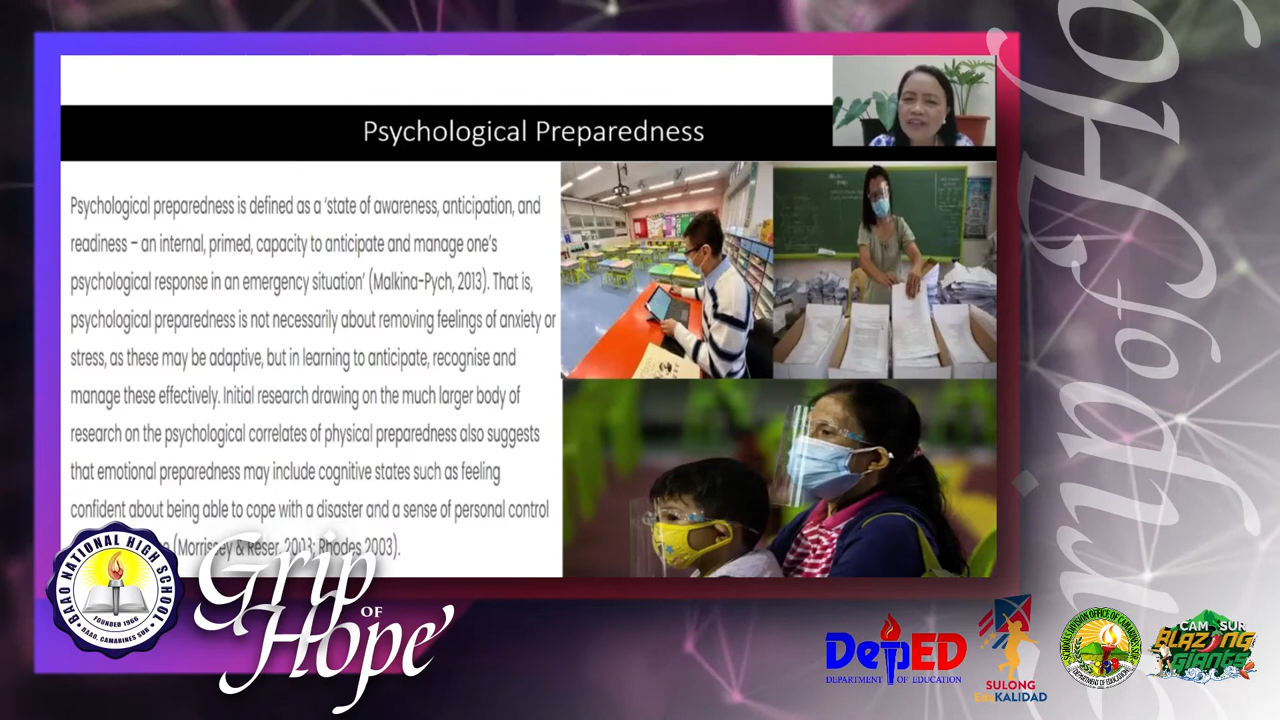 Psychological Preparedness
Psychological preparedness is defined as a ‘state of awareness, anticipation, and
readiness – an internal, primed, capacity to anticipate and manage one’s
psychological response in an emergency situation’ (Malkina-Pych, 2013). That is,
psychological preparedness is not necessarily about removing feelings of anxiety or
stress, as these may be adaptive, but in learning to anticipate, recognise and
manage these effectively. Initial research drawing on the much larger body of
research on the psychological correlates of physical preparedness also suggests
that emotional preparedness may include cognitive states such as feeling
confident about being able to cope with a disaster and a sense of personal control
(Morrissey & Reser, 2003; Rhodes 2003).
BAAO NATIONAL HIGH SCHOOL
FOUNDED 1966
BAAO, CAMARINES SUR
Grip
OF
Hope
DepED
DEPARTMENT OF EDUCATION
SULONG
EduKALIDAD
DEPARTMENT OF EDUCATION
CAM SUR
BLAZING
GIANTS